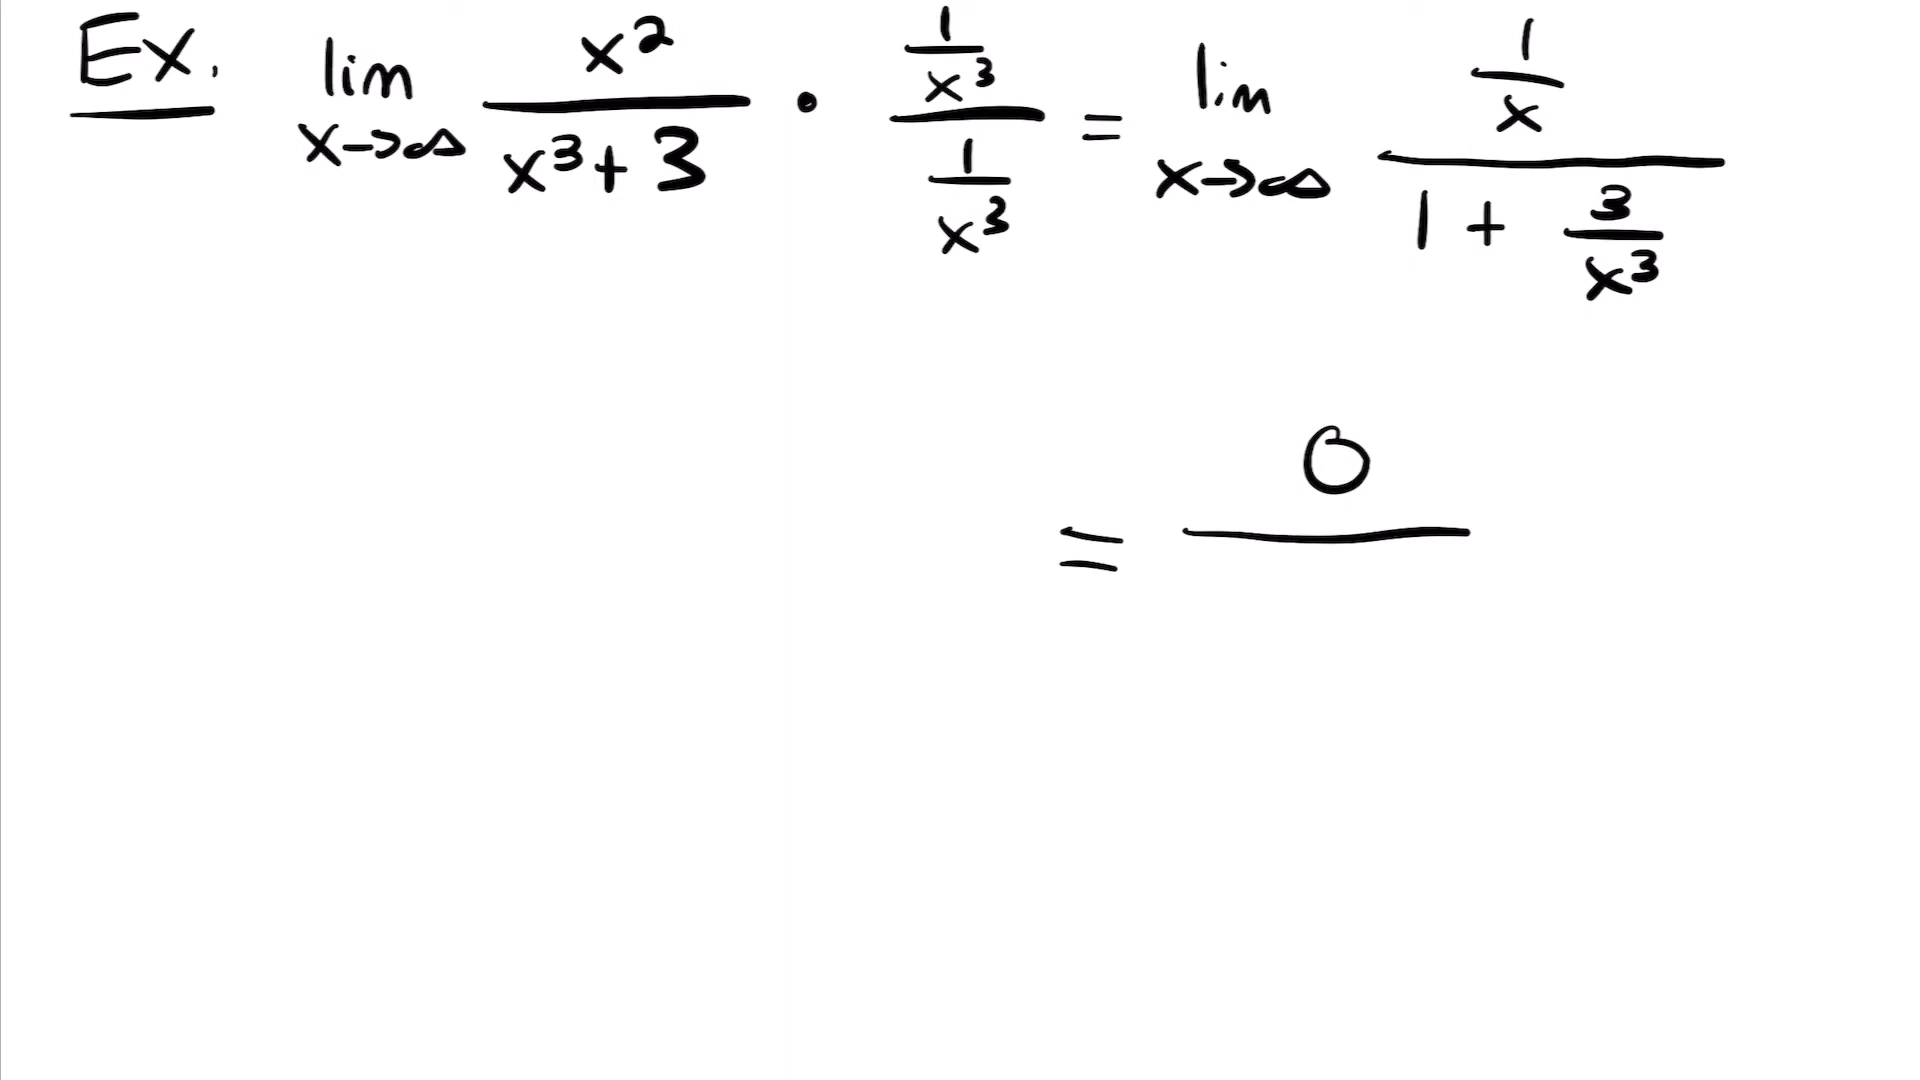 Ex. lim x→∞ x²/(x³+3) · (1/x³)/(1/x³) = lim x→∞ (1/x)/(1 + 3/x³)
= 0/